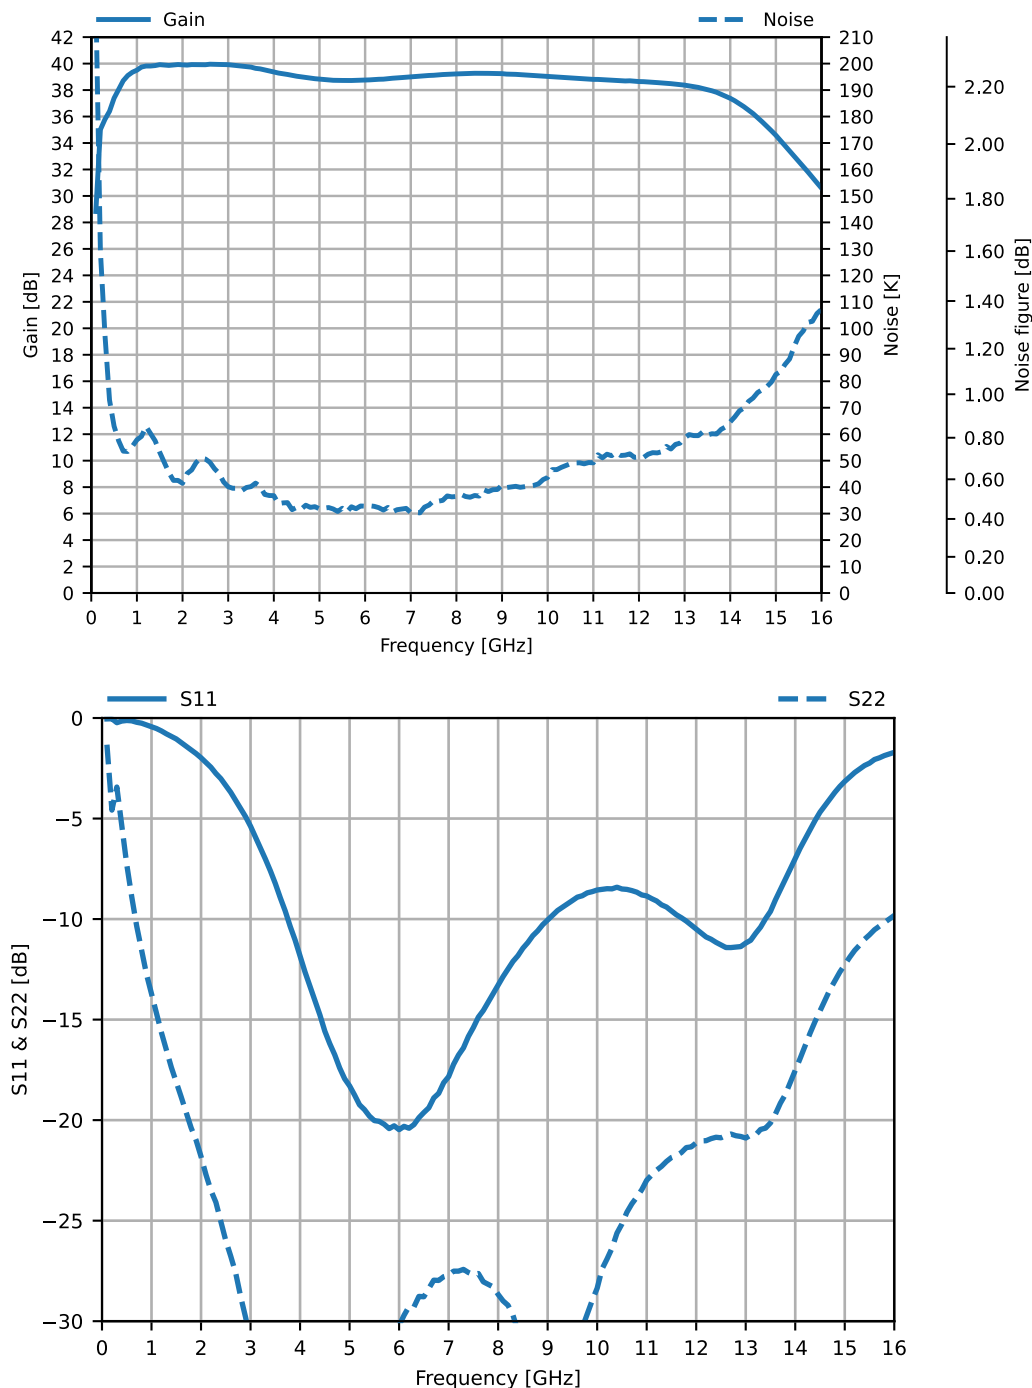 Gain Noise
42 210
40 200
38 190 2.20
36 180
34 170 2.00
32 160
30 150 1.80
28 140
26 130 1.60
24 120
22 110 1.40
20 100
18 90 1.20
16 80
14 70 1.00
12 60 0.80
10 50
8 40 0.60
6 30 0.40
4 20
2 10 0.20
0 0 0.00
Gain [dB]
Noise [K]
Noise figure [dB]
0 1 2 3 4 5 6 7 8 9 10 11 12 13 14 15 16
Frequency [GHz]
S11 S22
0
−5
−10
−15
−20
−25
−30
S11 & S22 [dB]
0 1 2 3 4 5 6 7 8 9 10 11 12 13 14 15 16
Frequency [GHz]